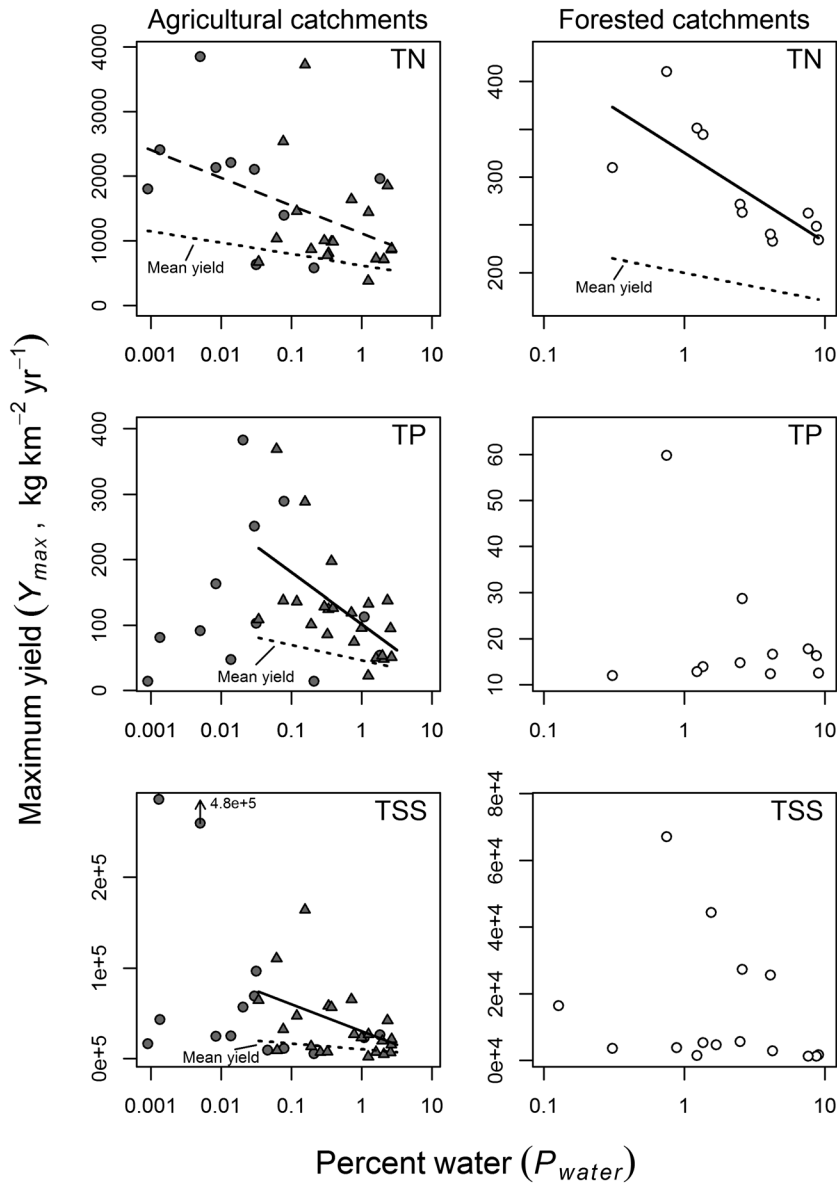 Agricultural catchments
Forested catchments
TN
4000
3000
2000
1000
0
Mean yield
0.001
0.1
1
10
TN
400
300
200
Mean yield
0.1
1
10
TP
400
300
200
100
0
Mean yield
0.001
0.1
0.1
1
10
TP
60
50
40
30
20
10
0.1
1
10
TSS
4.8e+5
2e+5
1e+5
0e+5
Mean yield
0.001
0.1
0.1
1
10
TSS
8e+4
6e+4
4e+4
2e+4
0e+4
0.1
1
10
Maximum yield (Ymax , kg km−2 yr−1)
Percent water (Pwater)